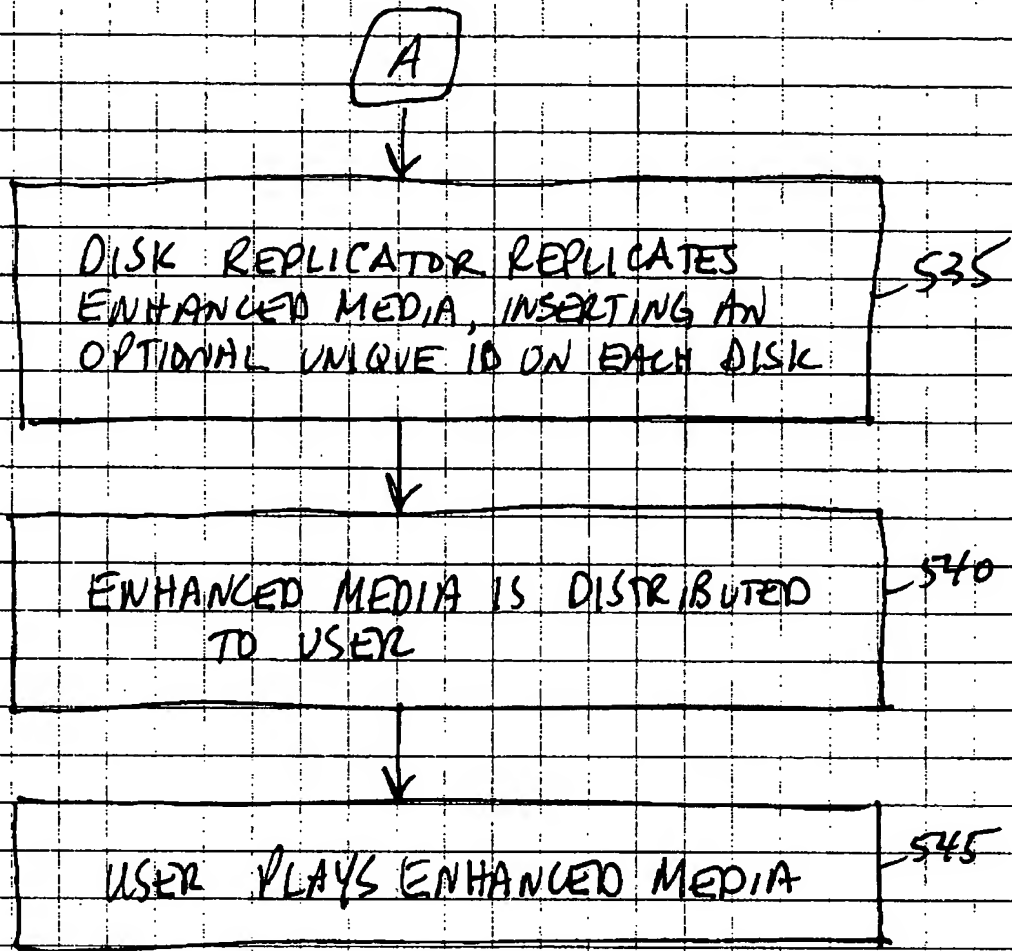 A
DISK REPLICATOR REPLICATES
ENHANCED MEDIA, INSERTING AN
OPTIONAL UNIQUE ID ON EACH DISK
535
ENHANCED MEDIA IS DISTRIBUTED
TO USER
540
USER PLAYS ENHANCED MEDIA
545